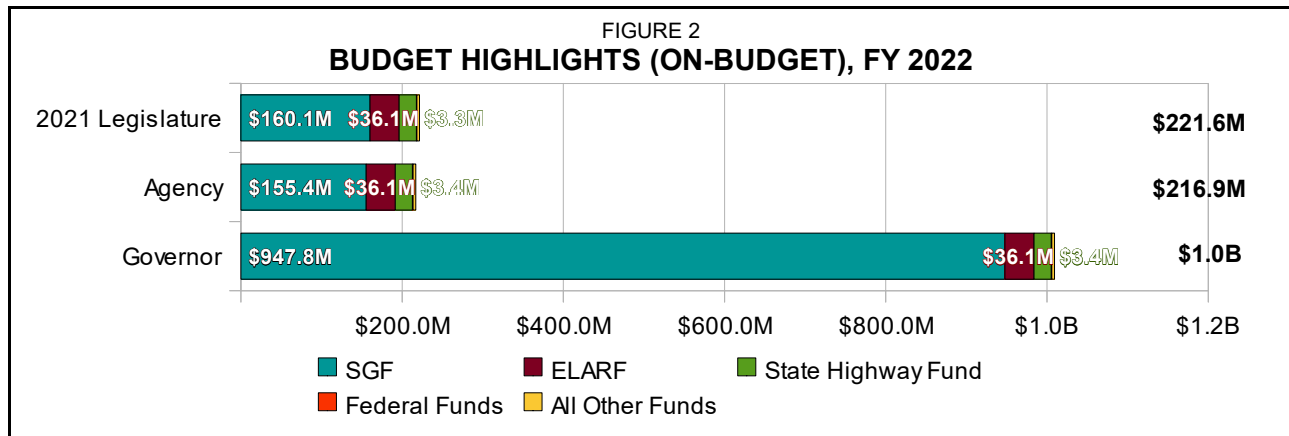 FIGURE 2
BUDGET HIGHLIGHTS (ON-BUDGET), FY 2022
2021 Legislature $160.1M $36.1M $3.3M $221.6M
Agency $155.4M $36.1M $3.4M $216.9M
Governor $947.8M $36.1M $3.4M $1.0B
$200.0M $400.0M $600.0M $800.0M $1.0B $1.2B
SGF ELARF State Highway Fund
Federal Funds All Other Funds